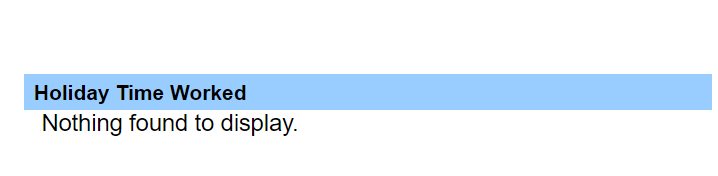 Holiday Time Worked
Nothing found to display.